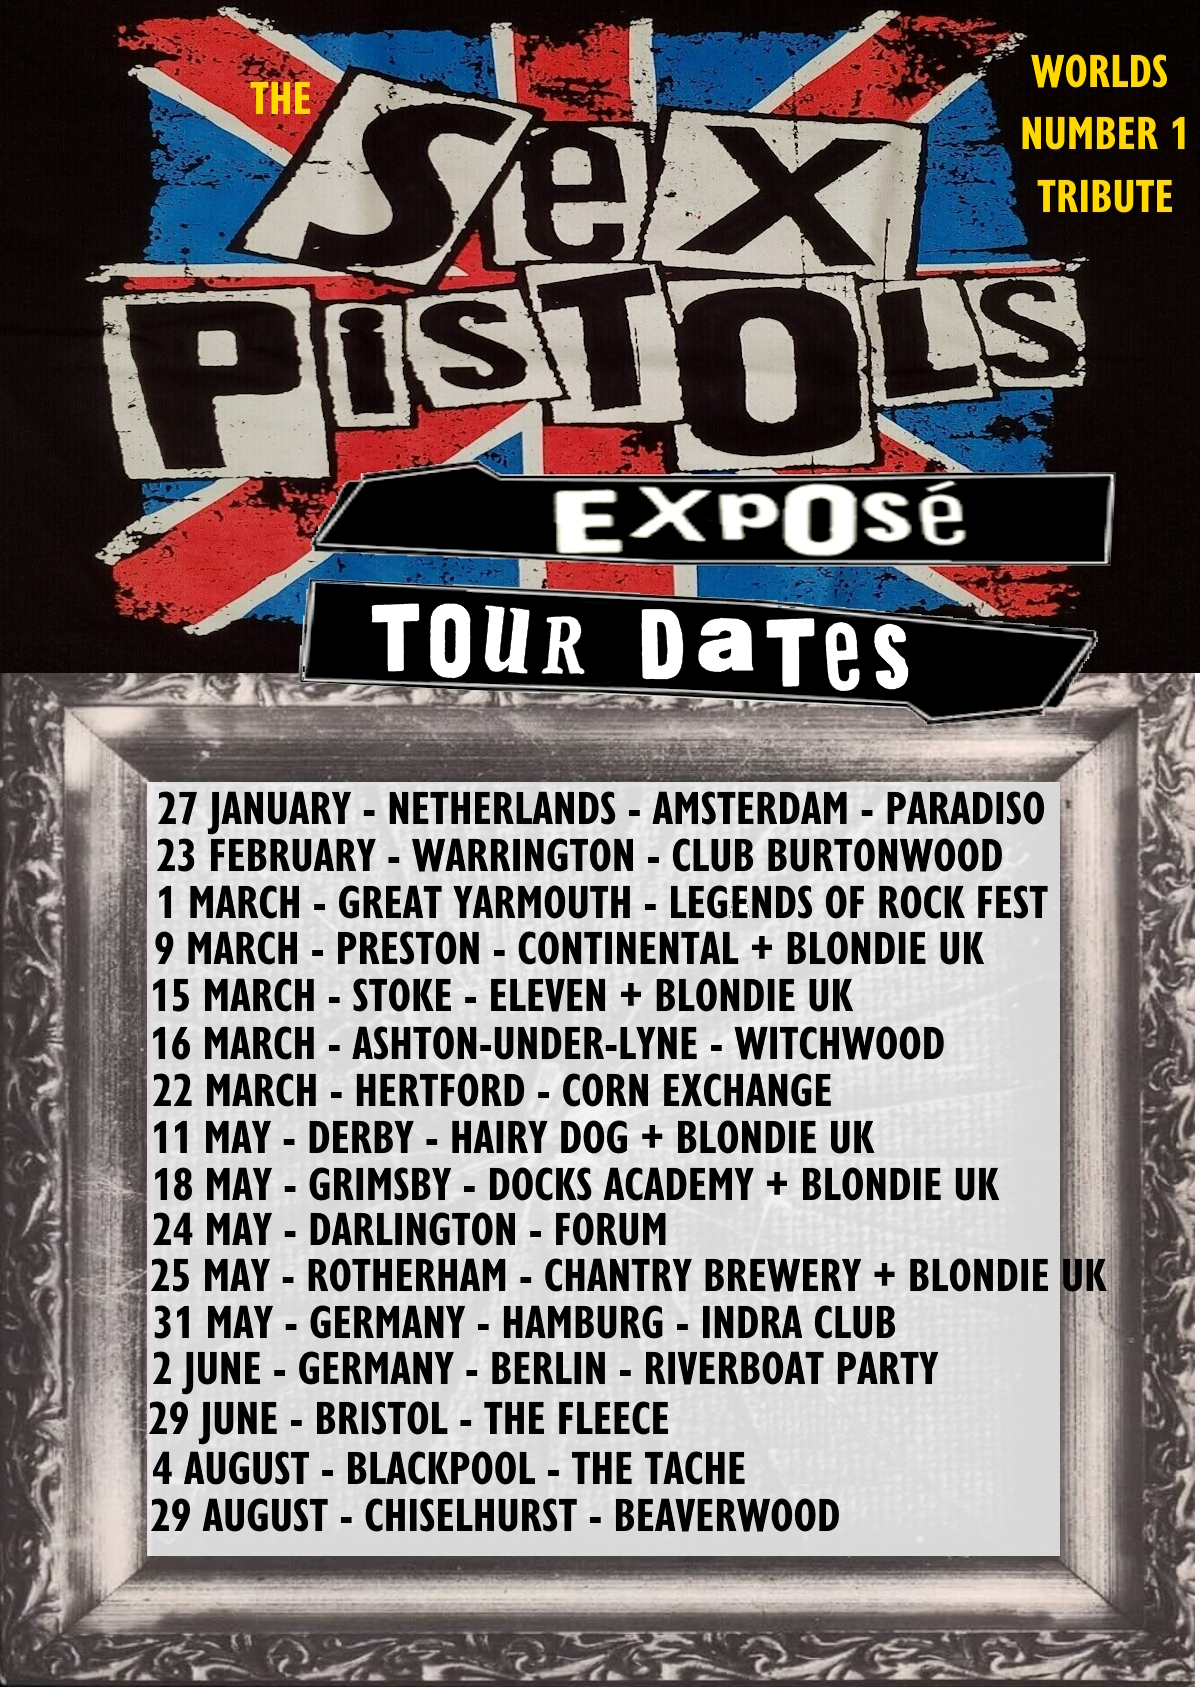 THE
SeX
PiSTOLS
WORLDS
NUMBER 1
TRIBUTE
EXPOsé
TOUR DaTes
27 JANUARY - NETHERLANDS - AMSTERDAM - PARADISO
23 FEBRUARY - WARRINGTON - CLUB BURTONWOOD
1 MARCH - GREAT YARMOUTH - LEGENDS OF ROCK FEST
9 MARCH - PRESTON - CONTINENTAL + BLONDIE UK
15 MARCH - STOKE - ELEVEN + BLONDIE UK
16 MARCH - ASHTON-UNDER-LYNE - WITCHWOOD
22 MARCH - HERTFORD - CORN EXCHANGE
11 MAY - DERBY - HAIRY DOG + BLONDIE UK
18 MAY - GRIMSBY - DOCKS ACADEMY + BLONDIE UK
24 MAY - DARLINGTON - FORUM
25 MAY - ROTHERHAM - CHANTRY BREWERY + BLONDIE UK
31 MAY - GERMANY - HAMBURG - INDRA CLUB
2 JUNE - GERMANY - BERLIN - RIVERBOAT PARTY
29 JUNE - BRISTOL - THE FLEECE
4 AUGUST - BLACKPOOL - THE TACHE
29 AUGUST - CHISELHURST - BEAVERWOOD